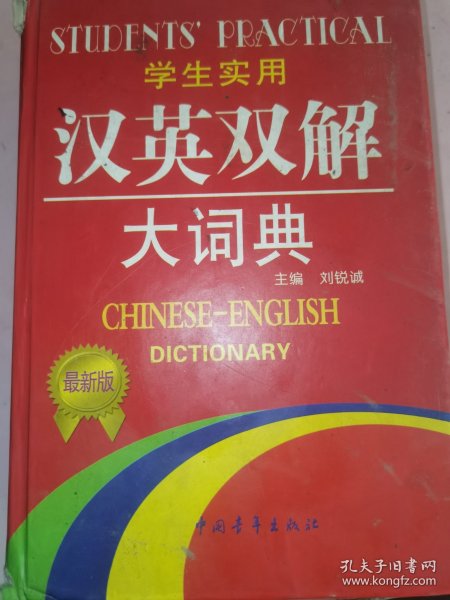 STUDENTS' PRACTICAL
学生实用
汉英双解
大词典
主编 刘锐诚
CHINESE-ENGLISH
DICTIONARY
最新版
中国青年出版社
孔夫子旧书网
www.kongfz.com